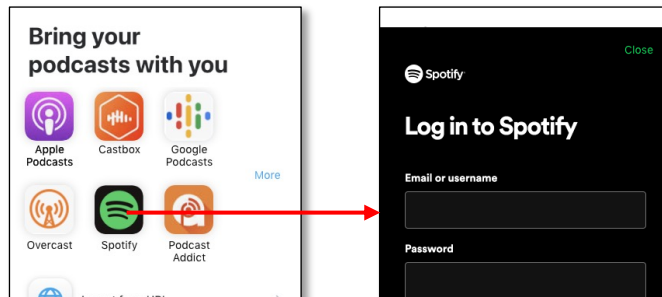 Bring your
podcasts with you
Apple
Podcasts
Castbox
Google
Podcasts
More
Overcast
Spotify
Podcast
Addict
Close
Spotify
Log in to Spotify
Email or username
Password